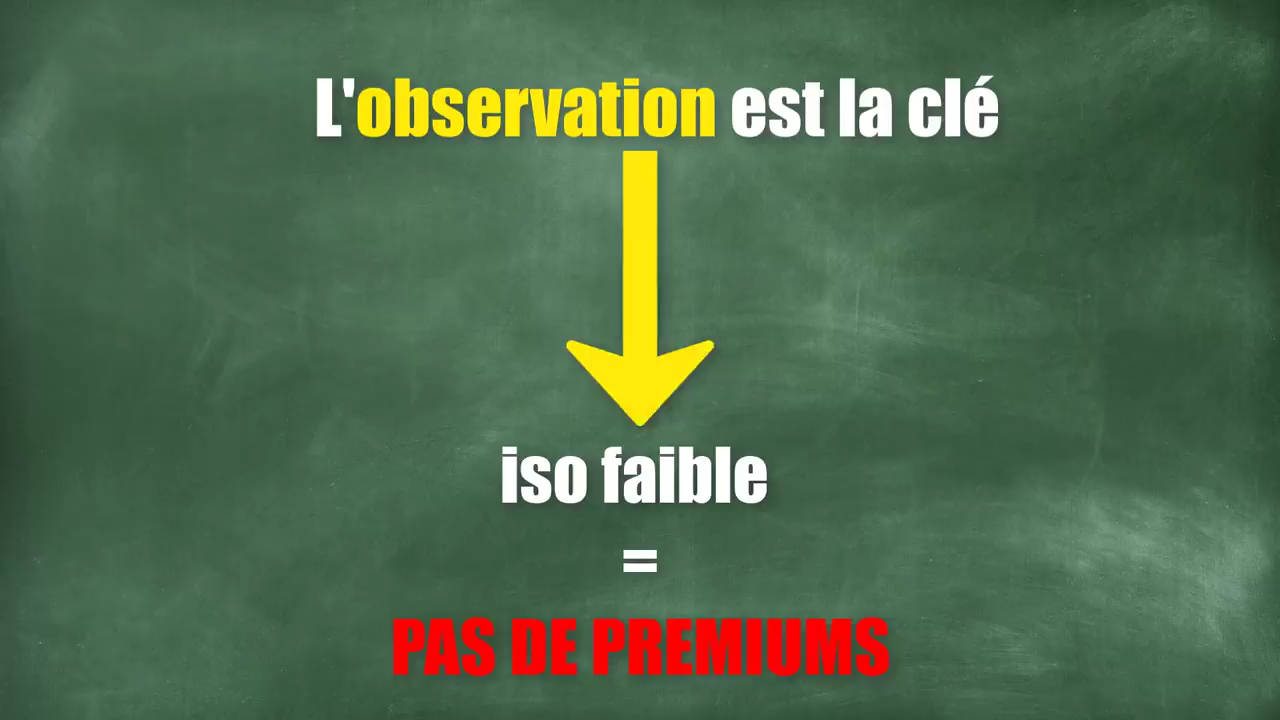 L'observation est la clé
iso faible
=
PAS DE PREMIUMS